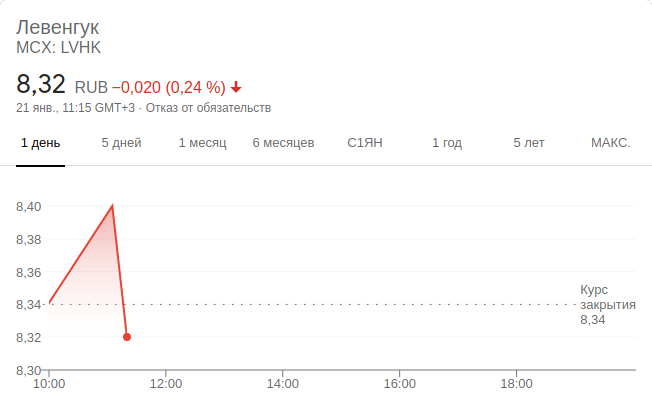 Левенгук
MCX: LVHK
8,32 RUB −0,020 (0,24 %)
21 янв., 11:15 GMT+3 · Отказ от обязательств
1 день 5 дней 1 месяц 6 месяцев С1ЯН 1 год 5 лет МАКС.
8,40
8,38
8,36
8,34
8,32
8,30
Курс
закрытия
8,34
10:00 12:00 14:00 16:00 18:00